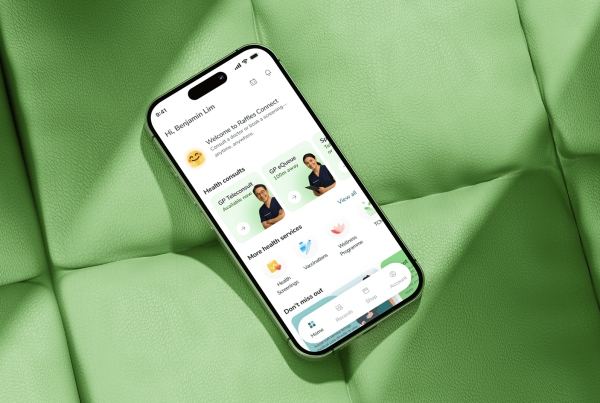 9:41
Hi, Benjamin Lim
Welcome to Raffles Connect
Consult a doctor or book a screening—
anytime, anywhere.
Health consults
GP Teleconsult
Available now
GP eQueue
100m away
More health services
View all
Health
Screenings
Vaccinations
Wellness
Programme
Don't miss out
Home
Records
Shop
Account